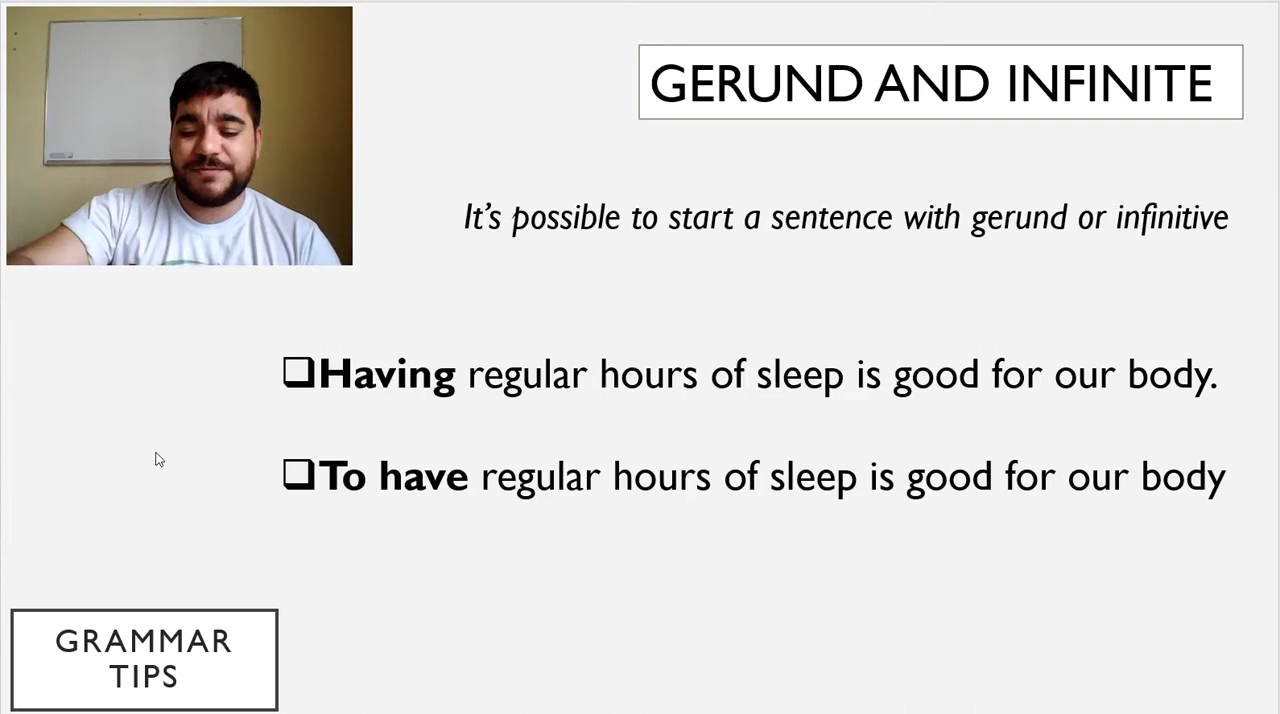 GERUND AND INFINITE
It's possible to start a sentence with gerund or infinitive
Having regular hours of sleep is good for our body.
To have regular hours of sleep is good for our body
GRAMMAR
TIPS